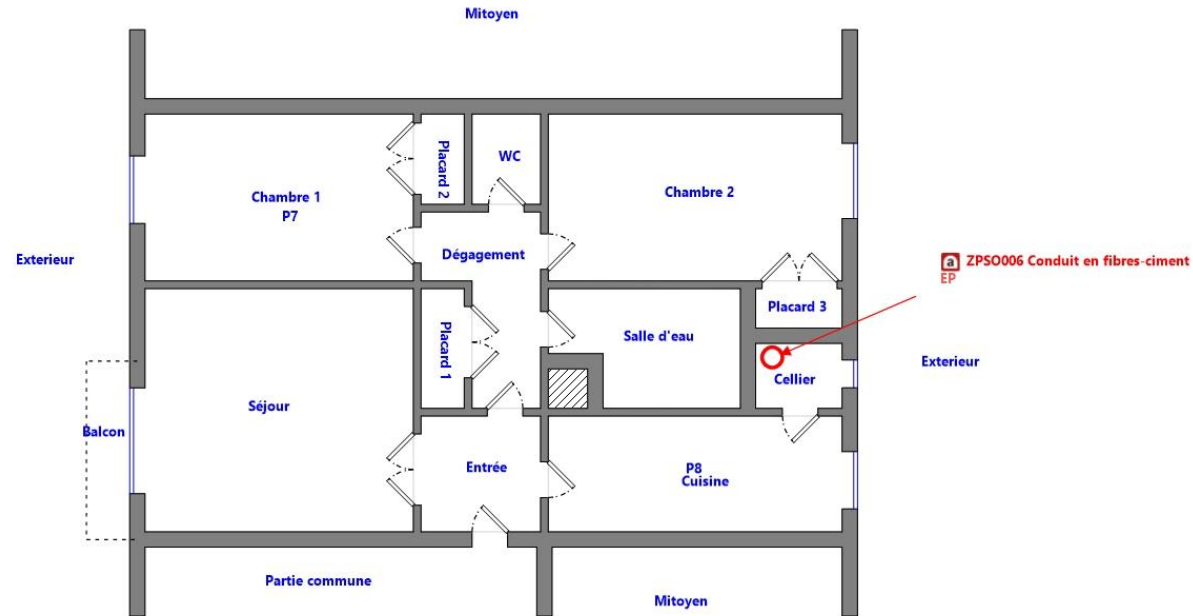 Mitoyen
Placard 2
WC
Chambre 1
P7
Chambre 2
Dégagement
Exterieur
a ZPSO006 Conduit en fibres-ciment
EP
Placard 3
Placard 1
Salle d'eau
Exterieur
Cellier
Séjour
Balcon
Entrée
P8
Cuisine
Partie commune
Mitoyen